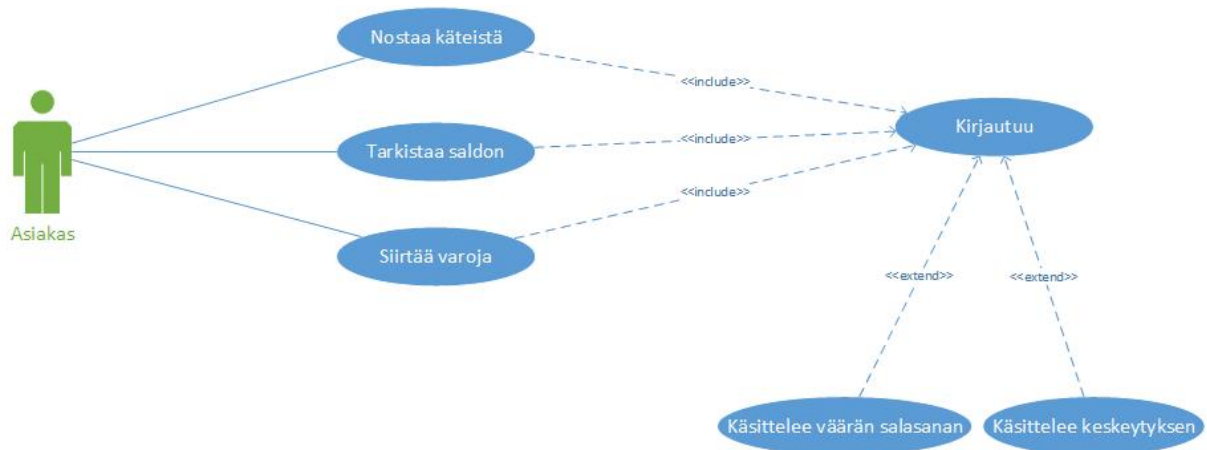 Nostaa käteistä
<<include>>
Kirjautuu
Tarkistaa saldon
<<include>>
<<include>>
Asiakas
Siirtää varoja
<<extend>>
<<extend>>
Käsittelee väärän salasanan
Käsittelee keskeytyksen